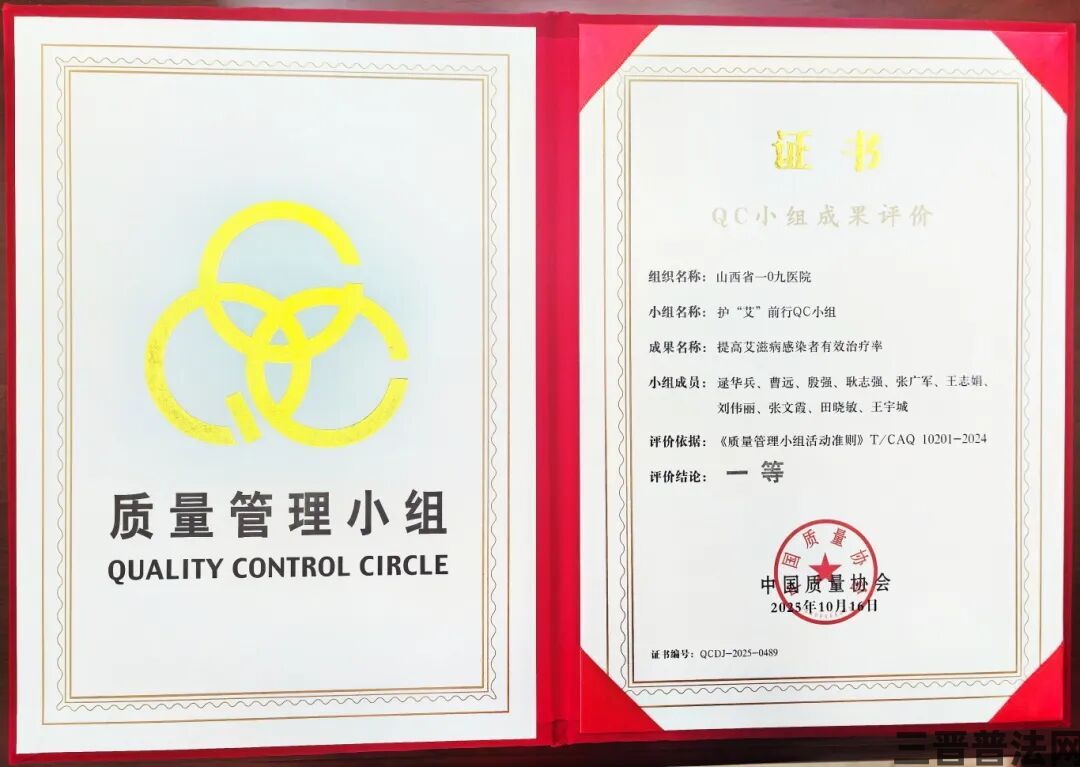 质量管理小组
QUALITY CONTROL CIRCLE
证书
QC小组成果评价
组织名称：山西省一0九医院
小组名称：护“艾”前行QC小组
成果名称：提高艾滋病感染者有效治疗率
小组成员：逯华兵、曹远、殷强、耿志强、张广军、王志娟、
刘伟丽、张文霞、田晓敏、王宇城
评价依据：《质量管理小组活动准则》T/CAQ 10201-2024
评价结论：一等
中国质量协会
中国质量协会
2025年10月16日
证书编号：QCDJ-2025-0489
三晋普法网